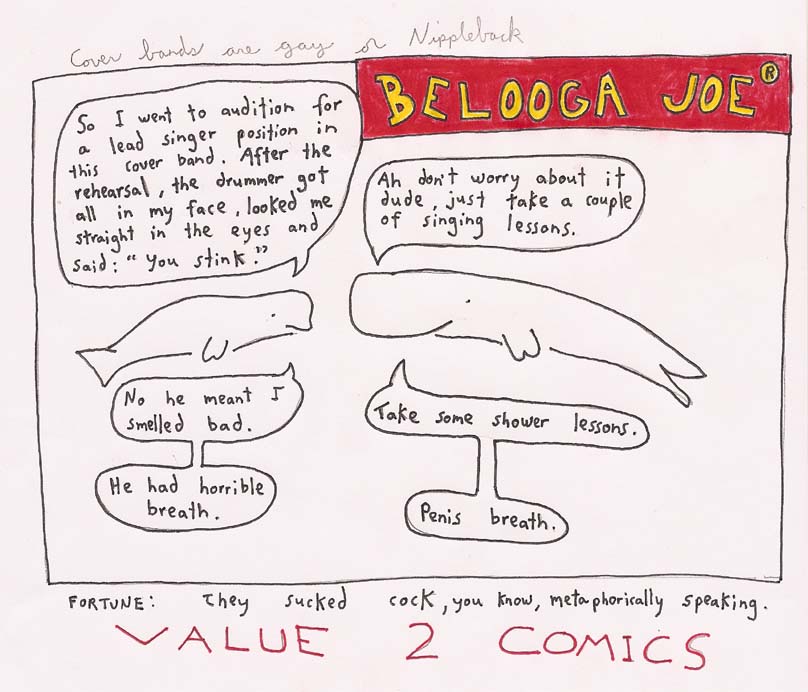 Cover bands are gay or Nippleback
BELOOGA JOE®
So I went to audition for
a lead singer position in
this cover band. After the
rehearsal, the drummer got
all in my face, looked me
straight in the eyes and
said: "You stink."
Ah don't worry about it
dude, just take a couple
of singing lessons.
No he meant I
smelled bad.
He had horrible
breath.
Take some shower lessons.
Penis breath.
FORTUNE: They sucked cock, you know, metaphorically speaking.
VALUE 2 COMICS